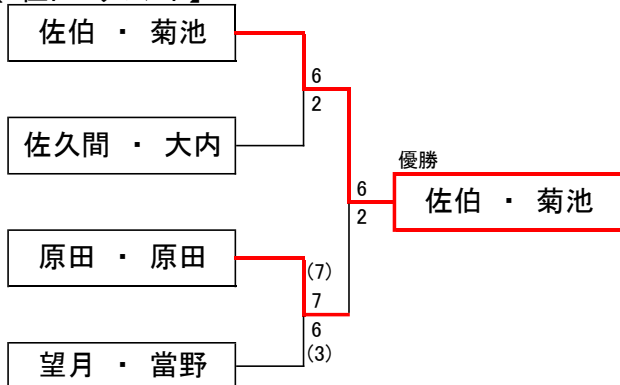 佐伯 ・ 菊池
6
2
佐久間 ・ 大内
優勝
6
2
佐伯 ・ 菊池
原田 ・ 原田
(7)
7
6
(3)
望月 ・ 當野